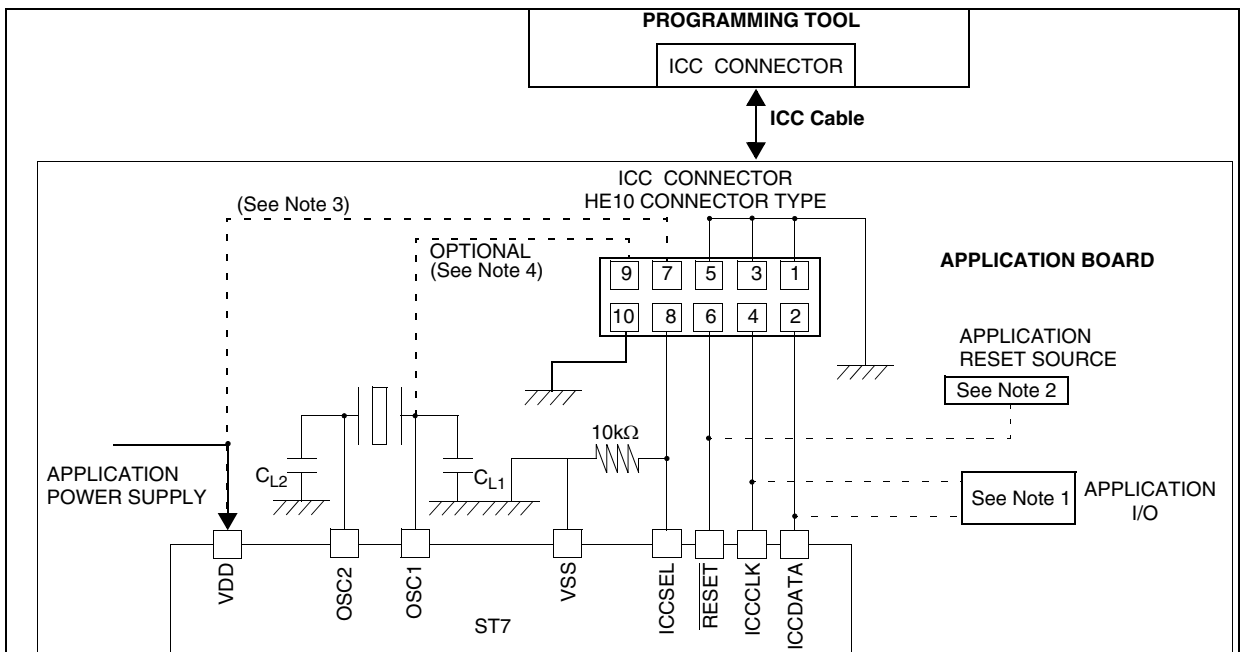 PROGRAMMING TOOL
ICC CONNECTOR
ICC Cable
ICC CONNECTOR
HE10 CONNECTOR TYPE
(See Note 3)
OPTIONAL
(See Note 4)
9 7 5 3 1
10 8 6 4 2
APPLICATION BOARD
APPLICATION
RESET SOURCE
See Note 2
10kΩ
APPLICATION
POWER SUPPLY
CL2
CL1
See Note 1
APPLICATION
I/O
VDD
OSC2
OSC1
VSS
ICCSEL
RESET
ICCCLK
ICCDATA
ST7